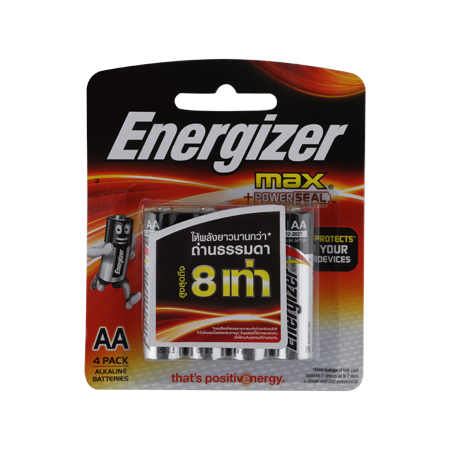 Energizer
max®
+POWERSEAL
AA
AA
12-2027
ให้พลังยาวนานกว่า*
ถ่านธรรมดา
สูงสุดถึง
8 เท่า
PROTECTS*
YOUR
DEVICES
AA
4 PACK
ALKALINE
BATTERIES
that's positivenergy.